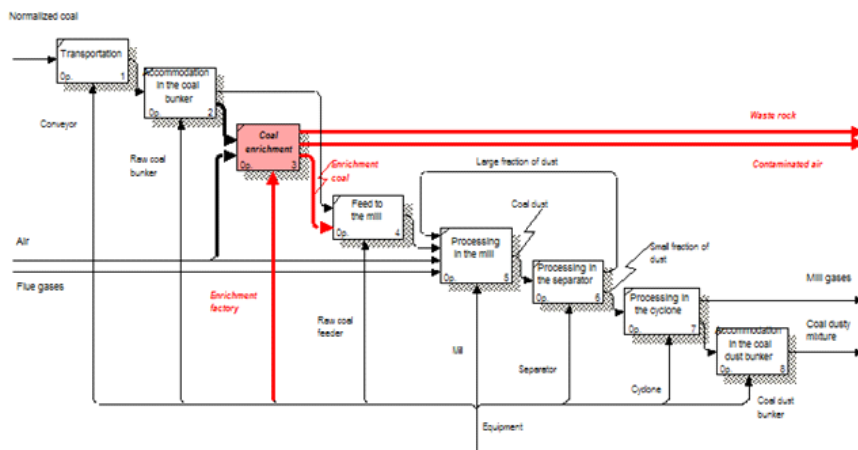 Normalized coal
Transportation
0p. 1
Accommodation
in the coal
bunker
0p. 2
Conveyor
Raw coal
bunker
Coal
enrichment
0p. 3
Waste rock
Contaminated air
Enrichment
coal
Large fraction of dust
Feed to
the mill
0p. 4
Coal dust
Air
Flue gases
Enrichment
factory
Raw coal
feeder
Processing
in the mill
0p. 5
Small fraction of
dust
Processing in
the separator
0p. 6
Mill gases
Processing in
the cyclone
0p. 7
Coal dusty
mixture
Accommodation
in the coal
dust bunker
0p. 8
Mill
Separator
Cyclone
Coal dust
bunker
Equipment